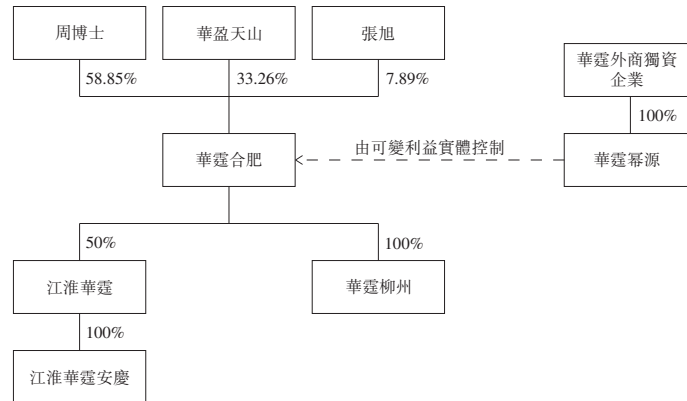 周博士
華盈天山
張旭
華霆外商獨資
企業
58.85%
33.26%
7.89%
100%
華霆合肥
由可變利益實體控制
華霆冪源
50%
100%
江淮華霆
華霆柳州
100%
江淮華霆安慶